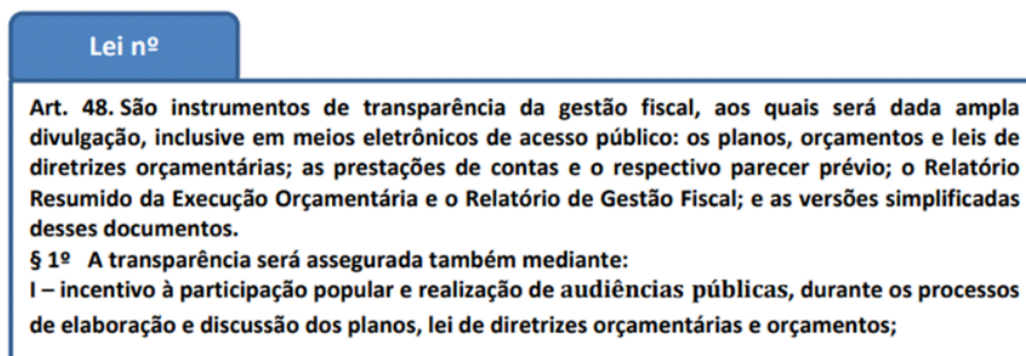 Lei nº
Art. 48. São instrumentos de transparência da gestão fiscal, aos quais será dada ampla
divulgação, inclusive em meios eletrônicos de acesso público: os planos, orçamentos e leis de
diretrizes orçamentárias; as prestações de contas e o respectivo parecer prévio; o Relatório
Resumido da Execução Orçamentária e o Relatório de Gestão Fiscal; e as versões simplificadas
desses documentos.
§ 1º A transparência será assegurada também mediante:
I – incentivo à participação popular e realização de audiências públicas, durante os processos
de elaboração e discussão dos planos, lei de diretrizes orçamentárias e orçamentos;